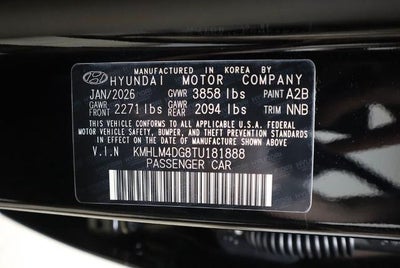 MANUFACTURED IN KOREA BY
HYUNDAI MOTOR COMPANY
JAN/2026 GVWR 3858 lbs PAINT A2B
GAWR FRT 2271 lbs GAWR RR 2094 lbs TRIM NNB
THIS VEHICLE CONFORMS TO ALL APPLICABLE U.S. FEDERAL
MOTOR VEHICLE SAFETY, BUMPER, AND THEFT PREVENTION STANDARDS
IN EFFECT ON THE DATE OF MANUFACTURE SHOWN ABOVE
V.I.N KMHLM4DG8TU181888
PASSENGER CAR